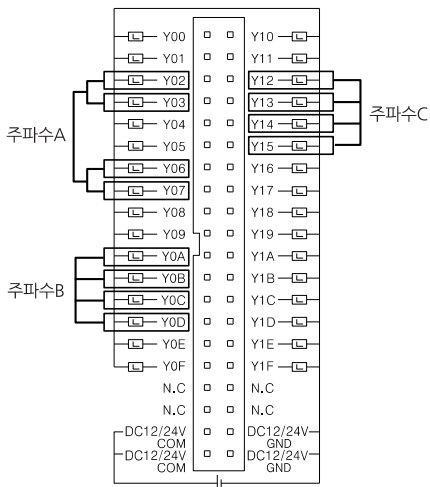 Y00 Y10
Y01 Y11
Y02 Y12
Y03 Y13
주파수A
주파수C
Y04 Y14
Y05 Y15
Y06 Y16
Y07 Y17
Y08 Y18
Y09 Y19
Y0A Y1A
Y0B Y1B
주파수B
Y0C Y1C
Y0D Y1D
Y0E Y1E
Y0F Y1F
N.C N.C
N.C N.C
DC12/24V DC12/24V
COM GND
DC12/24V DC12/24V
COM GND